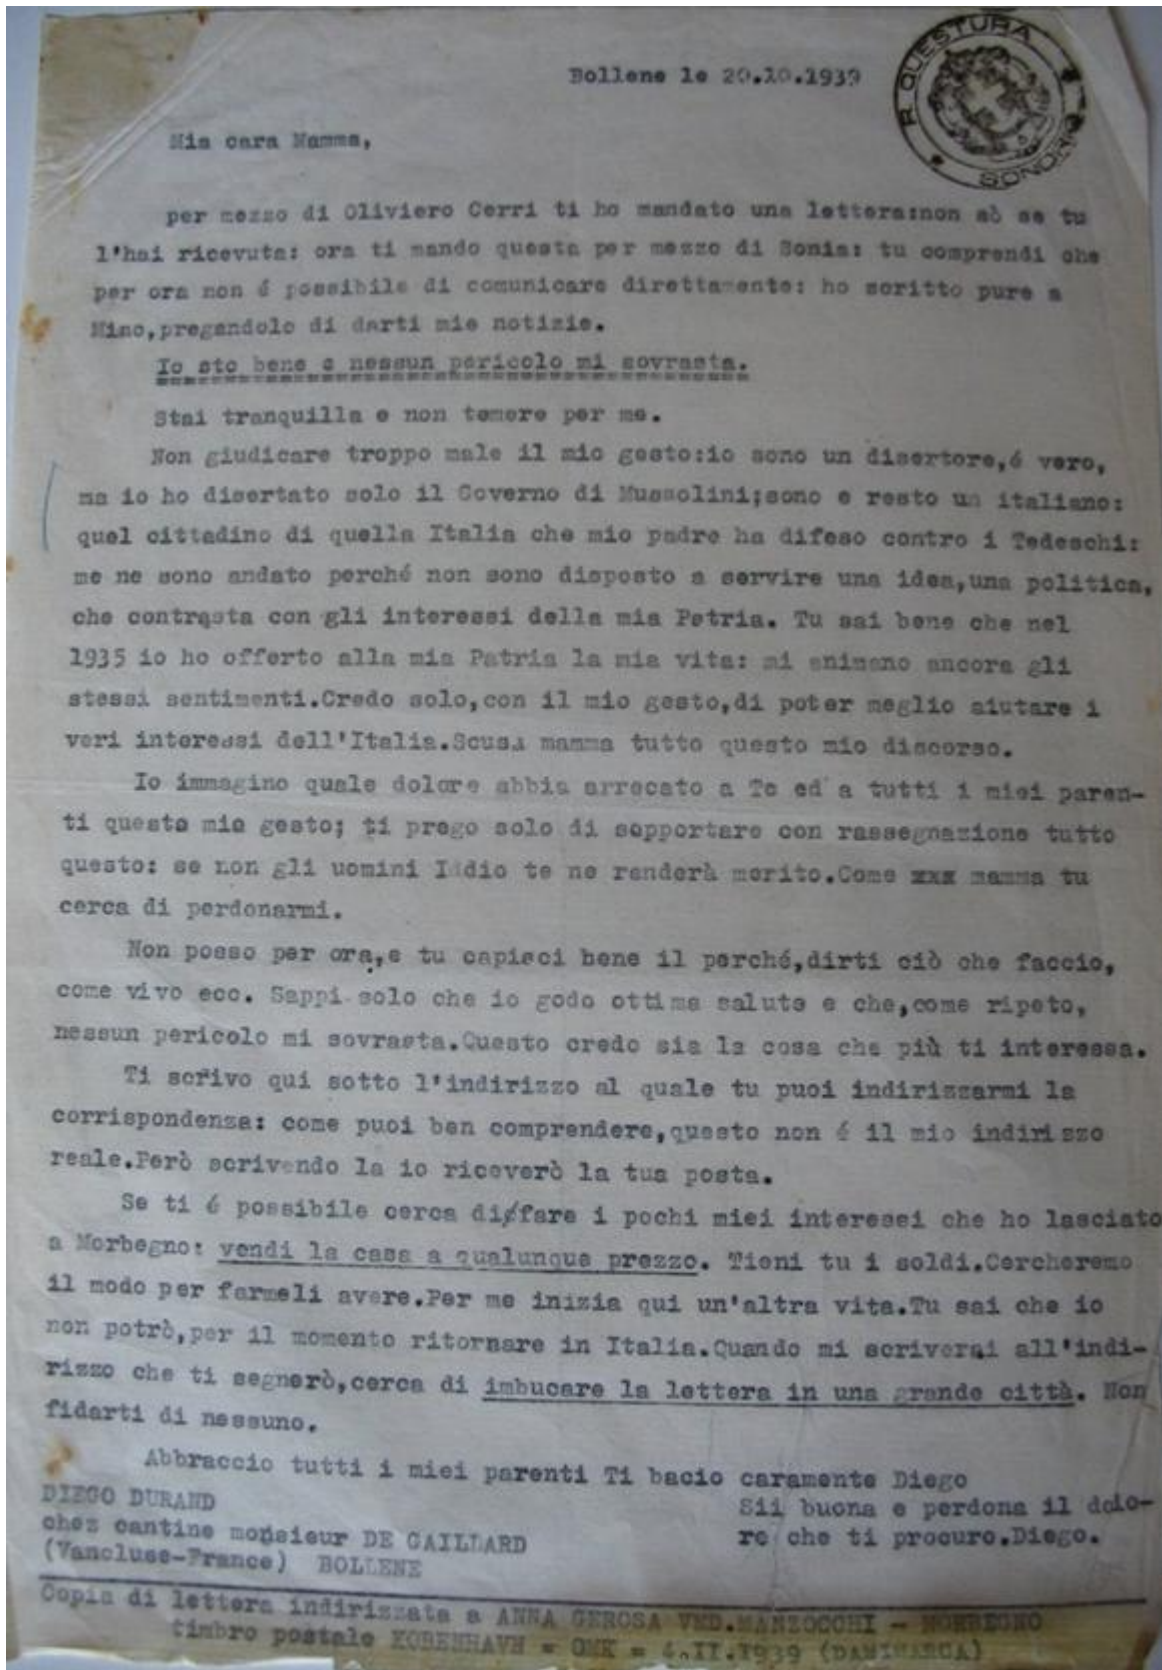 R QUESTURA
SONDRIO
Bollene le 20.10.1939
Mia cara Mamma,
per mezzo di Oliviero Cerri ti ho mandato una lettera:non sò se tu
l'hai ricevuta: ora ti mando questa per mezzo di Sonia: tu comprendi che
per ora non é possibile di comunicare direttamente: ho scritto pure a
Nino,pregandolo di darti mie notizie.
Io sto bene e nessun pericolo mi sovrasta.
Stai tranquilla e non temere per me.
Non giudicare troppo male il mio gesto:io sono un disertore,é vero,
ma io ho disertato solo il Governo di Mussolini;sono e resto un italiano:
quel cittadino di quella Italia che mio padre ha difeso contro i Tedeschi:
me ne sono andato perché non sono disposto a servire una idea,una politica,
che contrasta con gli interessi della mia Patria. Tu sai bene che nel
1935 io ho offerto alla mia Patria la mia vita: mi animano ancora gli
stessi sentimenti.Credo solo,con il mio gesto,di poter meglio aiutare i
veri interessi dell'Italia.Scusa mamma tutto questo mio discorso.
Io immagino quale dolore abbia arrecato a Te ed a tutti i miei paren-
ti questo mio gesto; ti prego solo di sopportare con rassegnazione tutto
questo: se non gli uomini Iddio te ne renderà merito.Come xxx mamma tu
cerca di perdonarmi.
Non posso per ora,e tu capisci bene il perché,dirti ciò che faccio,
come vivo ecc. Sappi solo che io godo ottima salute e che,come ripeto,
nessun pericolo mi sovrasta.Questo credo sia la cosa che più ti interessa.
Ti scrivo qui sotto l'indirizzo al quale tu puoi indirizzarmi la
corrispondenza: come puoi ben comprendere,questo non é il mio indirizzo
reale.Però scrivendo la io riceverò la tua posta.
Se ti é possibile cerca di fare i pochi miei interesei che ho lasciato
a Morbegno: vendi la casa a qualunque prezzo. Tieni tu i soldi.Cercheremo
il modo per farmeli avere.Per me inizia qui un'altra vita.Tu sai che io
non potrò,per il momento ritornare in Italia.Quando mi scriverai all'indi-
rizzo che ti segnerò,cerca di imbucare la lettera in una grande città. Non
fidarti di nessuno.
Abbraccio tutti i miei parenti Ti bacio caramente Diego
Sii buona e perdona il dolo-
re che ti procuro.Diego.
DIEGO DURAND
chez cantine monsieur DE GAILLARD
(Vancluse-France) BOLLENE
Copia di lettera indirizzata a ANNA GEROSA VED.MANZOCCHI - MORBEGNO
timbro postale KOBENHAVH = OMK = 4.II.1939 (DANIMARCA)